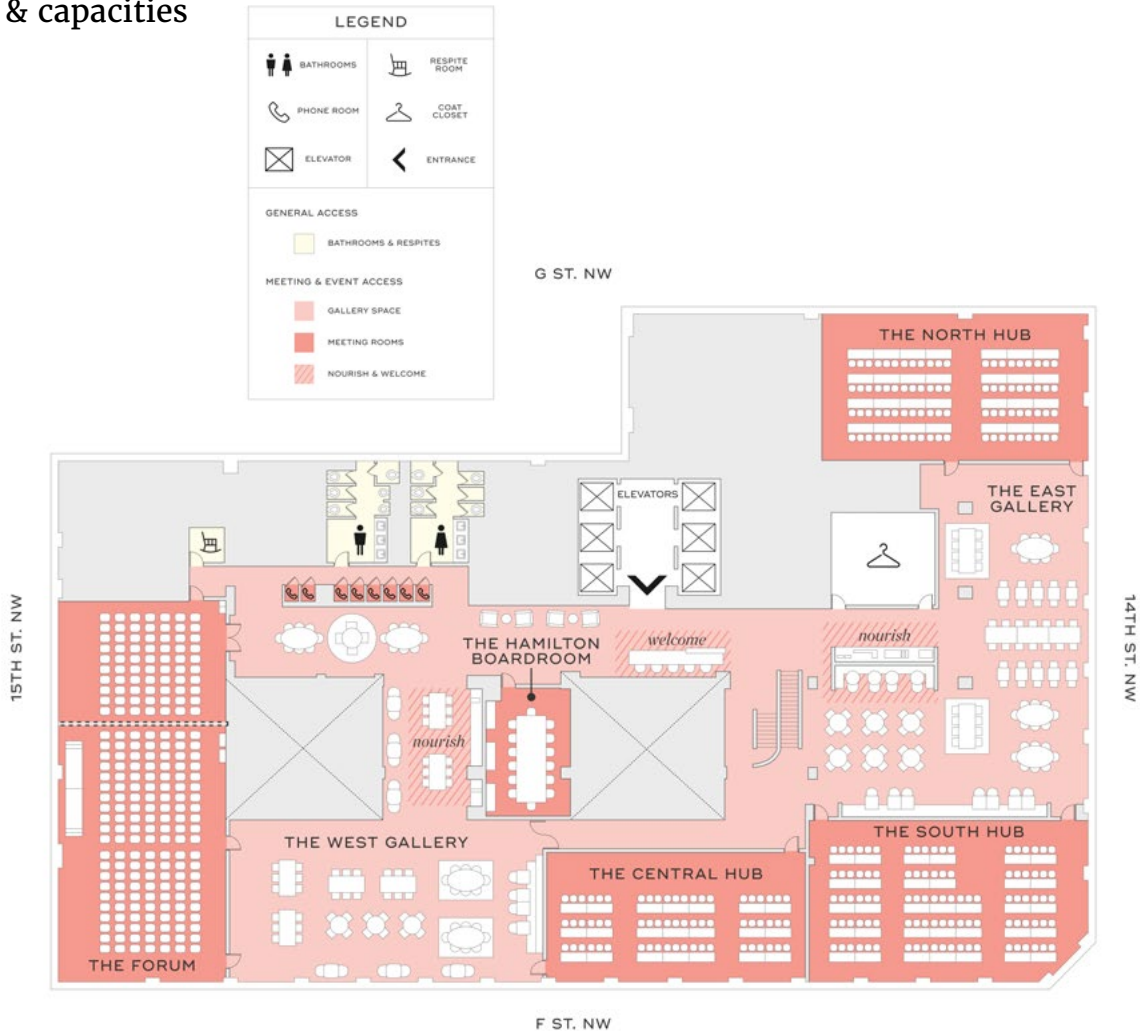 & capacities
LEGEND
BATHROOMS
RESPITE
ROOM
PHONE ROOM
COAT
CLOSET
ELEVATOR
ENTRANCE
GENERAL ACCESS
BATHROOMS & RESPITES
MEETING & EVENT ACCESS
GALLERY SPACE
MEETING ROOMS
NOURISH & WELCOME
G ST. NW
THE NORTH HUB
ELEVATORS
THE EAST
GALLERY
15TH ST. NW
14TH ST. NW
THE HAMILTON
BOARDROOM
welcome
nourish
nourish
THE WEST GALLERY
THE SOUTH HUB
THE CENTRAL HUB
THE FORUM
F ST. NW